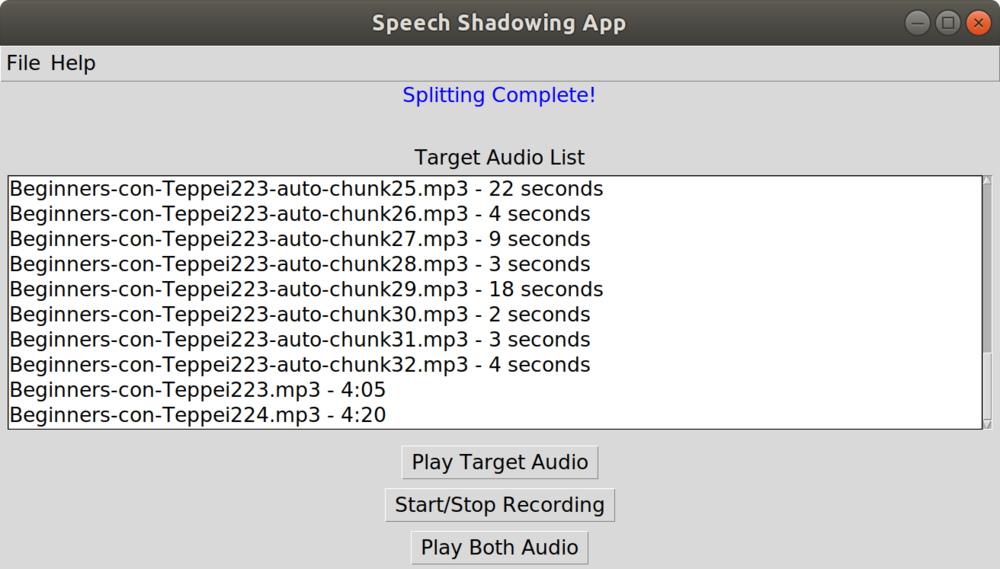 Speech Shadowing App
File Help
Splitting Complete!
Target Audio List
Beginners-con-Teppei223-auto-chunk25.mp3 - 22 seconds
Beginners-con-Teppei223-auto-chunk26.mp3 - 4 seconds
Beginners-con-Teppei223-auto-chunk27.mp3 - 9 seconds
Beginners-con-Teppei223-auto-chunk28.mp3 - 3 seconds
Beginners-con-Teppei223-auto-chunk29.mp3 - 18 seconds
Beginners-con-Teppei223-auto-chunk30.mp3 - 2 seconds
Beginners-con-Teppei223-auto-chunk31.mp3 - 3 seconds
Beginners-con-Teppei223-auto-chunk32.mp3 - 4 seconds
Beginners-con-Teppei223.mp3 - 4:05
Beginners-con-Teppei224.mp3 - 4:20
Play Target Audio
Start/Stop Recording
Play Both Audio